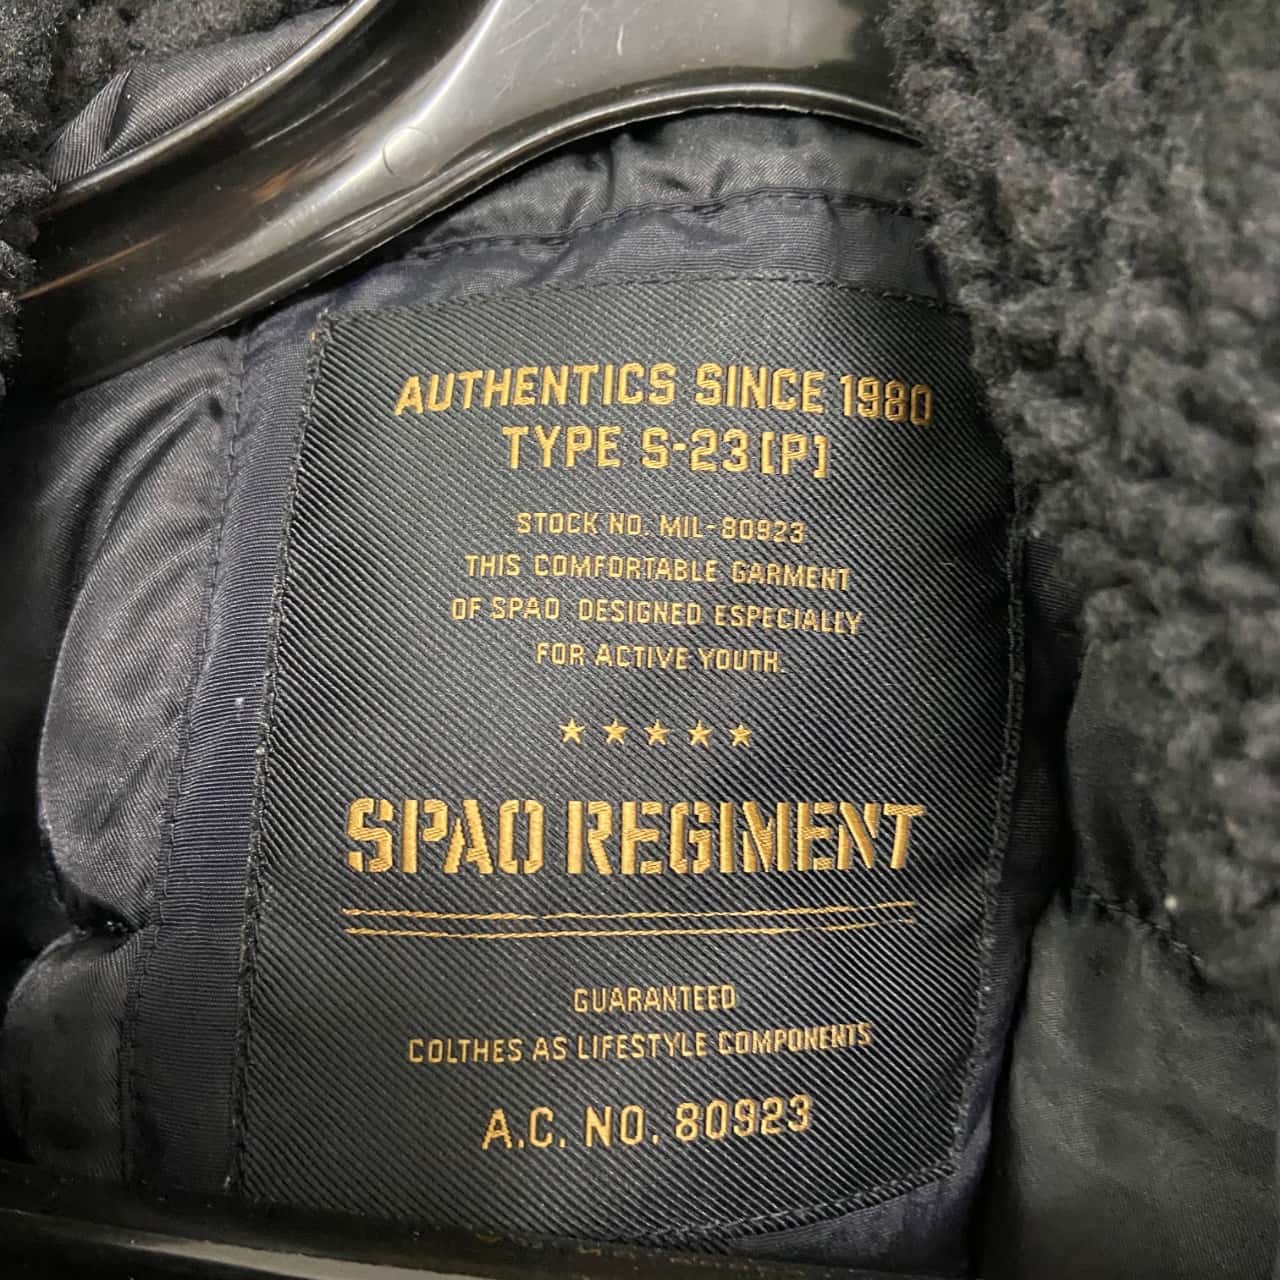 AUTHENTICS SINCE 1980
TYPE S-23(P)
STOCK NO. MIL-80923
THIS COMFORTABLE GARMENT
OF SPAO DESIGNED ESPECIALLY
FOR ACTIVE YOUTH.
★ ★ ★ ★ ★
SPAO REGIMENT
GUARANTEED
COLTHES AS LIFESTYLE COMPONENTS
A.C. NO. 80923